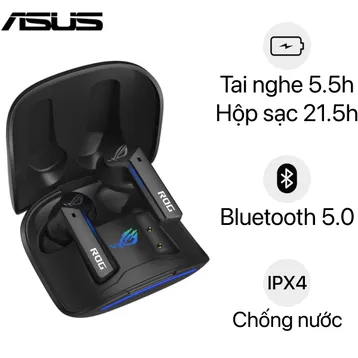 ASUS
Tai nghe 5.5h
Hộp sạc 21.5h
Bluetooth 5.0
IPX4
Chống nước
ROG
ROG